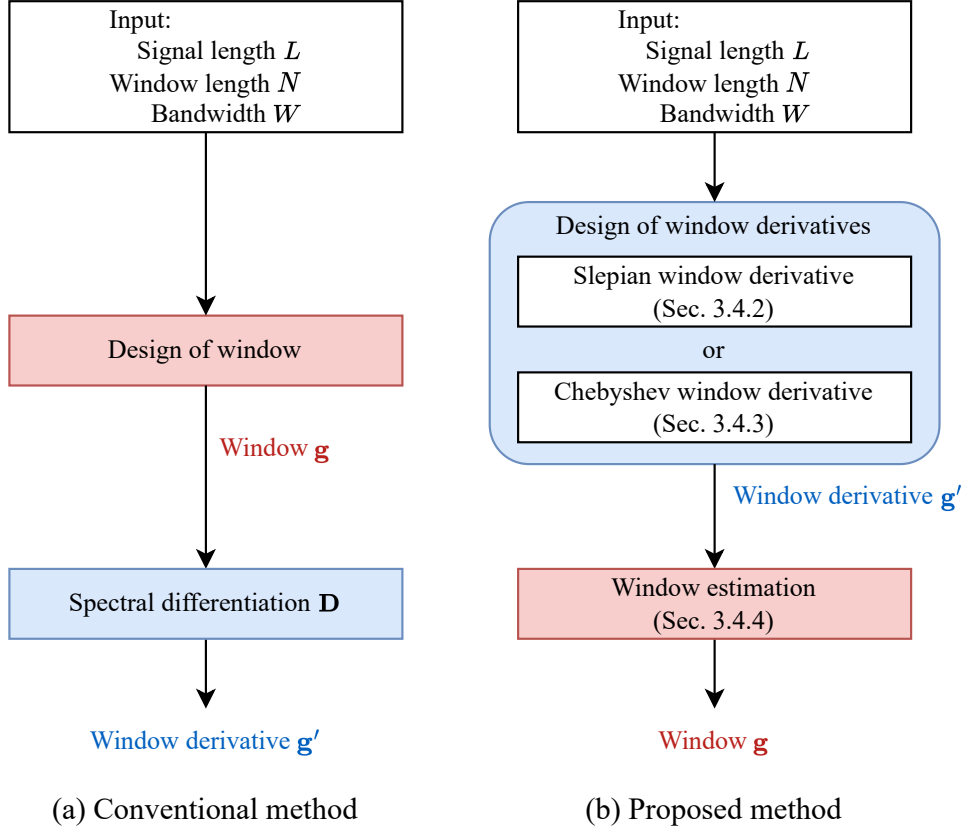 Input:
Signal length L
Window length N
Bandwidth W
Design of window
Window g
Spectral differentiation D
Window derivative g′
(a) Conventional method
Input:
Signal length L
Window length N
Bandwidth W
Design of window derivatives
Slepian window derivative
(Sec. 3.4.2)
or
Chebyshev window derivative
(Sec. 3.4.3)
Window derivative g′
Window estimation
(Sec. 3.4.4)
Window g
(b) Proposed method